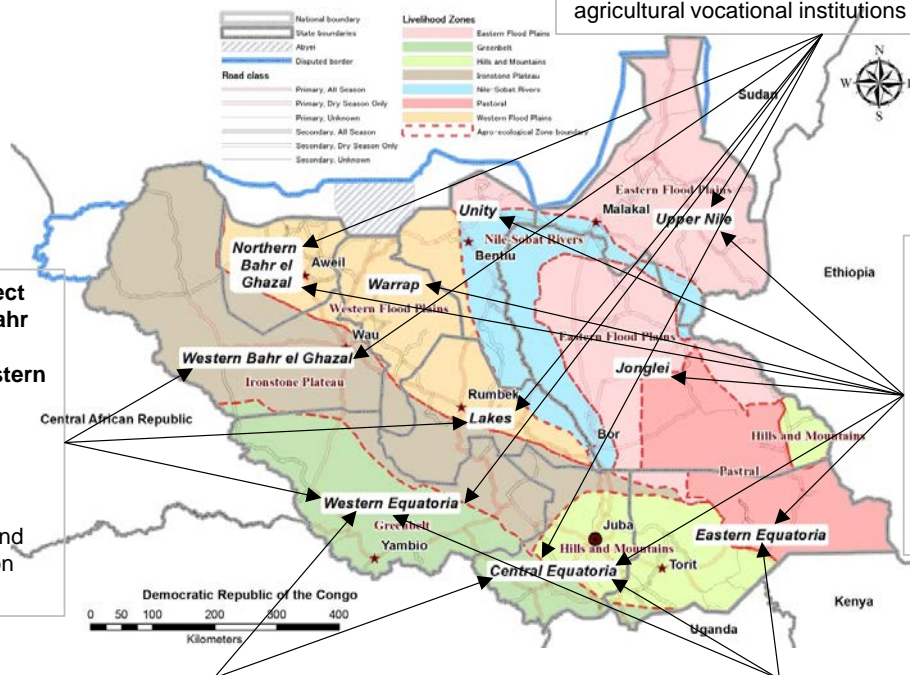 agricultural vocational institutions
National boundary
State boundaries
Abyei
Disputed border
Road class
Primary, All Season
Primary, Dry Season Only
Primary, Unknown
Secondary, All Season
Secondary, Dry Season Only
Secondary, Unknown
Livelihood Zones
Eastern Flood Plains
Greenbelt
Hills and Mountains
Ironstone Plateau
Nile-Sobat Rivers
Pastoral
Western Flood Plains
Agro-ecological Zone boundary
N
W
S
Sudan
Eastern Flood Plains
Unity
Malakal
Upper Nile
Nile-Sobat Rivers
Bentiu
Northern
Bahr el
Ghazal
Aweil
Warrap
Western Flood Plains
Ethiopia
ect
ahr
stern
Wau
Eastern Flood Plains
Western Bahr el Ghazal
Jonglei
Ironstone Plateau
Rumbek
Lakes
Central African Republic
Bor
Hills and Mountains
Pastral
Western Equatoria
Greenbelt
Juba
Eastern Equatoria
and
on
Yambio
Hills and Mountains
Central Equatoria
Torit
Democratic Republic of the Congo
0 50 100 200 300 400
Kilometers
Kenya
Uganda